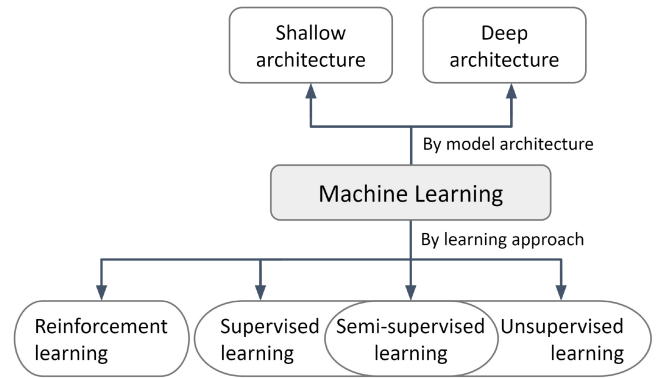 Shallow
architecture
Deep
architecture
By model architecture
Machine Learning
By learning approach
Reinforcement
learning
Supervised
learning
Semi-supervised
learning
Unsupervised
learning